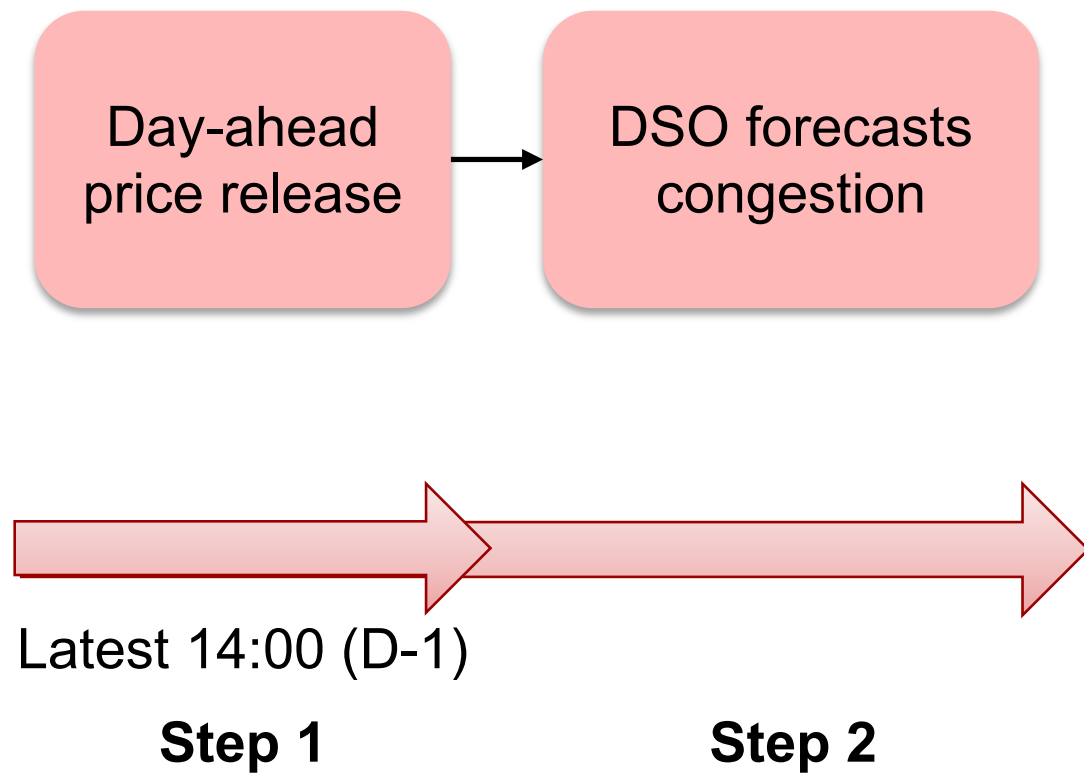 Day-ahead
price release
DSO forecasts
congestion
Latest 14:00 (D-1)
Step 1
Step 2